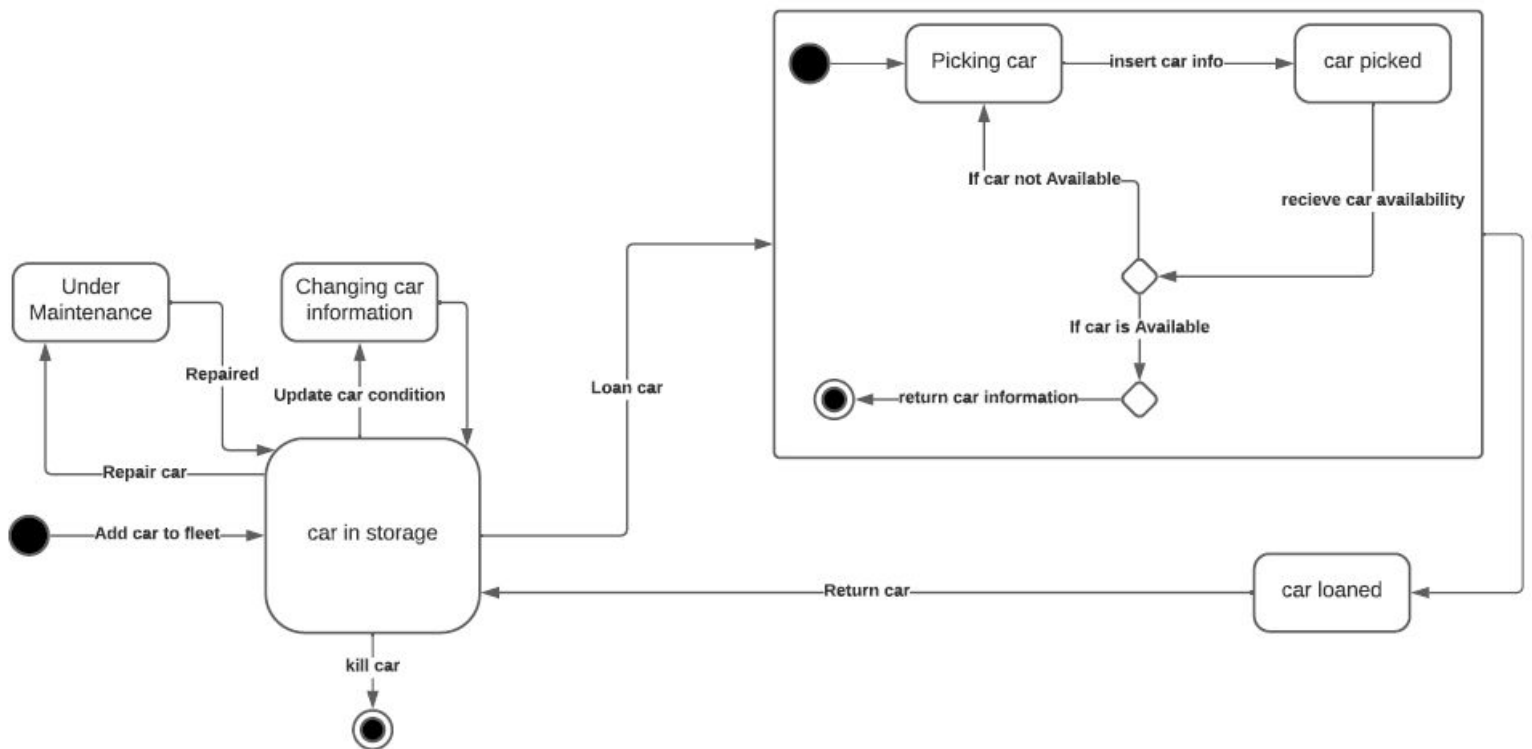 Picking car
insert car info
car picked
If car not Available
recieve car availability
Under
Maintenance
Changing car
information
If car is Available
Repaired
Update car condition
Loan car
return car information
Repair car
Add car to fleet
car in storage
Return car
car loaned
kill car